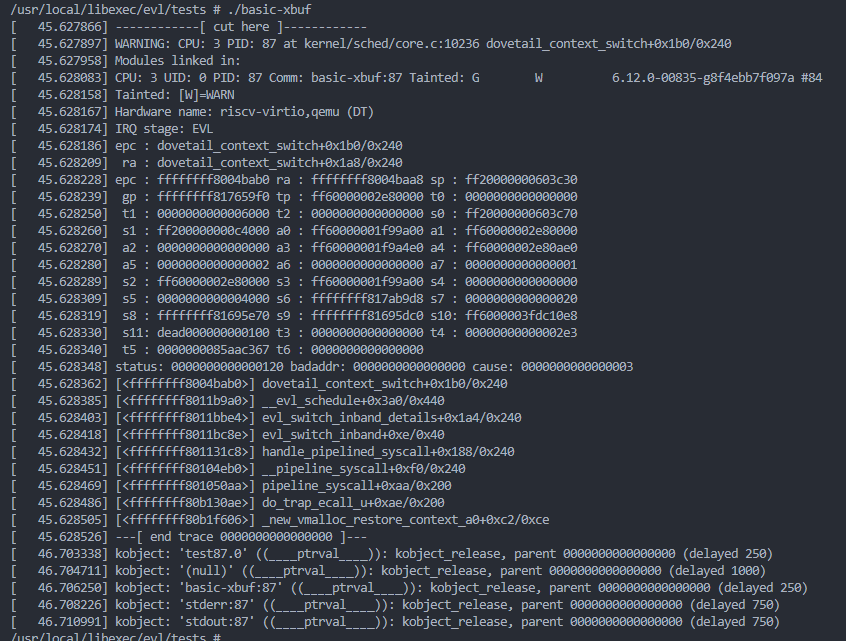 /usr/local/libexec/evl/tests # ./basic-xbuf
[   45.627866] ------------[ cut here ]------------
[   45.627897] WARNING: CPU: 3 PID: 87 at kernel/sched/core.c:10236 dovetail_context_switch+0x1b0/0x240
[   45.627958] Modules linked in:
[   45.628083] CPU: 3 UID: 0 PID: 87 Comm: basic-xbuf:87 Tainted: G        W          6.12.0-00835-g8f4ebb7f097a #84
[   45.628158] Tainted: [W]=WARN
[   45.628167] Hardware name: riscv-virtio,qemu (DT)
[   45.628174] IRQ stage: EVL
[   45.628186] epc : dovetail_context_switch+0x1b0/0x240
[   45.628209]  ra : dovetail_context_switch+0x1a8/0x240
[   45.628228] epc : ffffffff8004bab0 ra : ffffffff8004baa8 sp : ff20000000603c30
[   45.628239]  gp : ffffffff817659f0 tp : ff60000002e80000 t0 : 0000000000000000
[   45.628250]  t1 : 0000000000006000 t2 : 0000000000000000 s0 : ff20000000603c70
[   45.628260]  s1 : ff200000000c4000 a0 : ff60000001f99a00 a1 : ff60000002e80000
[   45.628270]  a2 : 0000000000000000 a3 : ff60000001f9a4e0 a4 : ff60000002e80ae0
[   45.628280]  a5 : 0000000000000002 a6 : 0000000000000000 a7 : 0000000000000001
[   45.628289]  s2 : ff60000002e80000 s3 : ff60000001f99a00 s4 : 0000000000000000
[   45.628309]  s5 : 0000000000004000 s6 : ffffffff817ab9d8 s7 : 0000000000000020
[   45.628319]  s8 : ffffffff81695e70 s9 : ffffffff81695dc0 s10: ff6000003fdc10e8
[   45.628330]  s11: dead000000000100 t3 : 0000000000000000 t4 : 00000000000002e3
[   45.628340]  t5 : 0000000085aac367 t6 : 0000000000000000
[   45.628348] status: 0000000000000120 badaddr: 0000000000000000 cause: 0000000000000003
[   45.628362] [<ffffffff8004bab0>] dovetail_context_switch+0x1b0/0x240
[   45.628385] [<ffffffff8011b9a0>] __evl_schedule+0x3a0/0x440
[   45.628403] [<ffffffff8011bbe4>] evl_switch_inband_details+0x1a4/0x240
[   45.628418] [<ffffffff8011bc8e>] evl_switch_inband+0xe/0x40
[   45.628432] [<ffffffff801131c8>] handle_pipelined_syscall+0x188/0x240
[   45.628451] [<ffffffff80104eb0>] __pipeline_syscall+0xf0/0x240
[   45.628469] [<ffffffff801050aa>] pipeline_syscall+0xaa/0x200
[   45.628486] [<ffffffff80b130ae>] do_trap_ecall_u+0xae/0x200
[   45.628505] [<ffffffff80b1f606>] _new_vmalloc_restore_context_a0+0xc2/0xce
[   45.628526] ---[ end trace 0000000000000000 ]---
[   46.703338] kobject: 'test87.0' ((____ptrval____)): kobject_release, parent 0000000000000000 (delayed 250)
[   46.704711] kobject: '(null)' ((____ptrval____)): kobject_release, parent 0000000000000000 (delayed 1000)
[   46.706250] kobject: 'basic-xbuf:87' ((____ptrval____)): kobject_release, parent 0000000000000000 (delayed 250)
[   46.708226] kobject: 'stderr:87' ((____ptrval____)): kobject_release, parent 0000000000000000 (delayed 750)
[   46.710991] kobject: 'stdout:87' ((____ptrval____)): kobject_release, parent 0000000000000000 (delayed 750)
/usr/local/libexec/evl/tests #